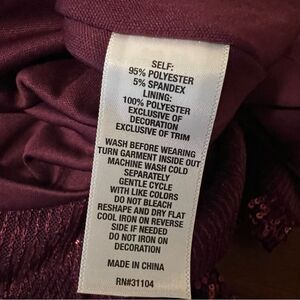 SELF:
95% POLYESTER
5% SPANDEX
LINING:
100% POLYESTER
EXCLUSIVE OF
DECORATION
EXCLUSIVE OF TRIM
WASH BEFORE WEARING
TURN GARMENT INSIDE OUT
MACHINE WASH COLD
SEPARATELY
GENTLE CYCLE
WITH LIKE COLORS
DO NOT BLEACH
RESHAPE AND DRY FLAT
COOL IRON ON REVERSE
SIDE IF NEEDED
DO NOT IRON ON
DECORATION
MADE IN CHINA
RN#31104